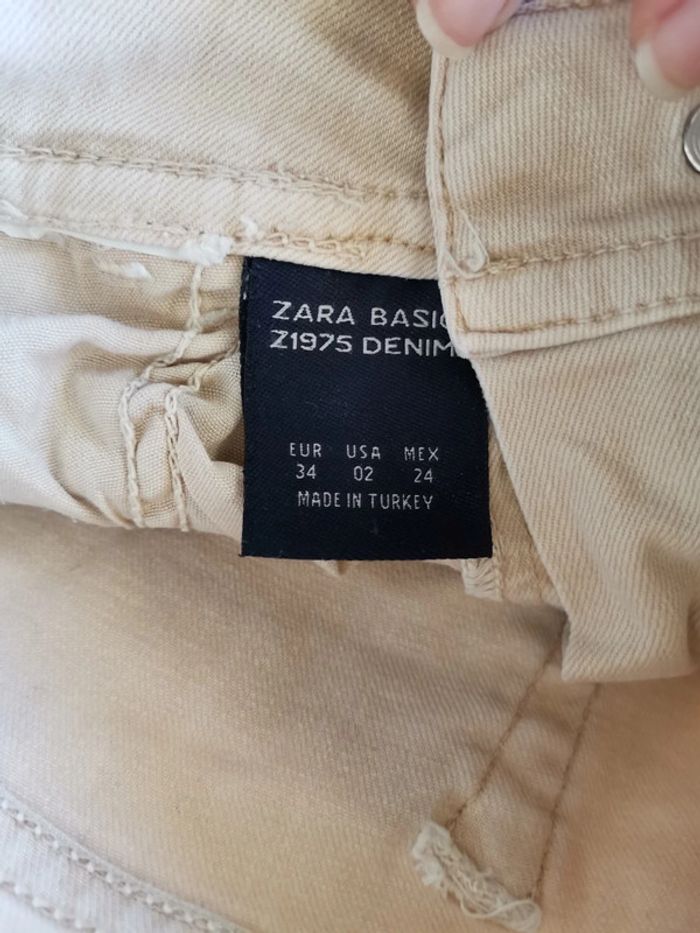 ZARA BASIC
Z1975 DENIM
EUR USA MEX
34 02 24
MADE IN TURKEY